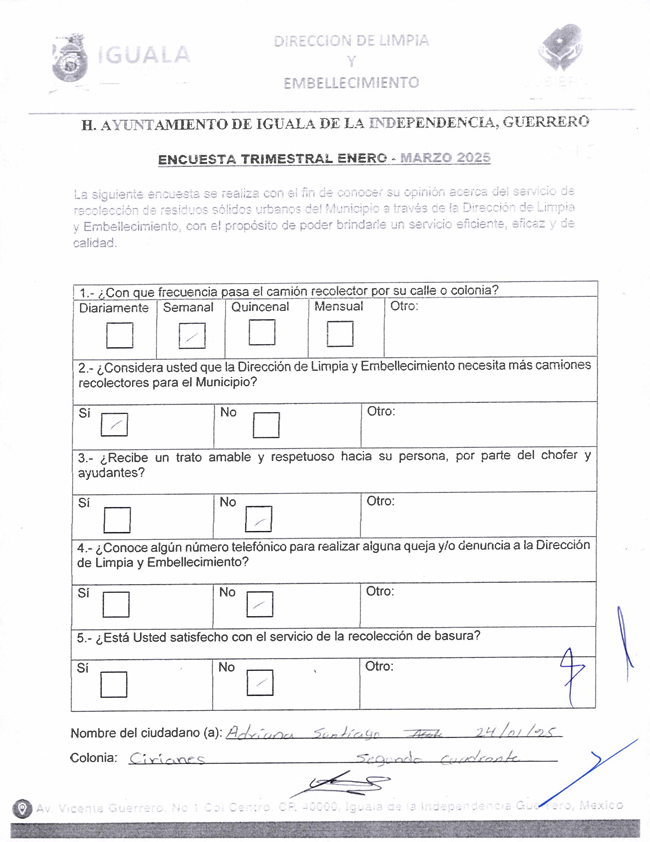 IGUALA
DIRECCION DE LIMPIA
Y
EMBELLECIMIENTO
H. AYUNTAMIENTO DE IGUALA DE LA INDEPENDENCIA, GUERRERO
ENCUESTA TRIMESTRAL ENERO - MARZO 2025
La siguiente encuesta se realiza con el fin de conocer su opinión acerca del servicio de
recolección de residuos sólidos urbanos del Municipio a través de la Dirección de Limpia
y Embellecimiento, con el propósito de poder brindarle un servicio eficiente, eficaz y de
calidad.
1.- ¿Con que frecuencia pasa el camión recolector por su calle o colonia?
Diariamente Semanal Quincenal Mensual Otro:
2.- ¿Considera usted que la Dirección de Limpia y Embellecimiento necesita más camiones
recolectores para el Municipio?
Sí No Otro:
3.- ¿Recibe un trato amable y respetuoso hacia su persona, por parte del chofer y
ayudantes?
Sí No Otro:
4.- ¿Conoce algún número telefónico para realizar alguna queja y/o denuncia a la Dirección
de Limpia y Embellecimiento?
Sí No Otro:
5.- ¿Está Usted satisfecho con el servicio de la recolección de basura?
Sí No Otro:
Nombre del ciudadano (a): Adriana Santiago 24/01/25
Colonia: Cirianes Segundo cuadrante
Av. Vicente Guerrero, No 1 Col Centro, CP, 40000, Iguala de la Independencia Guerrero, México